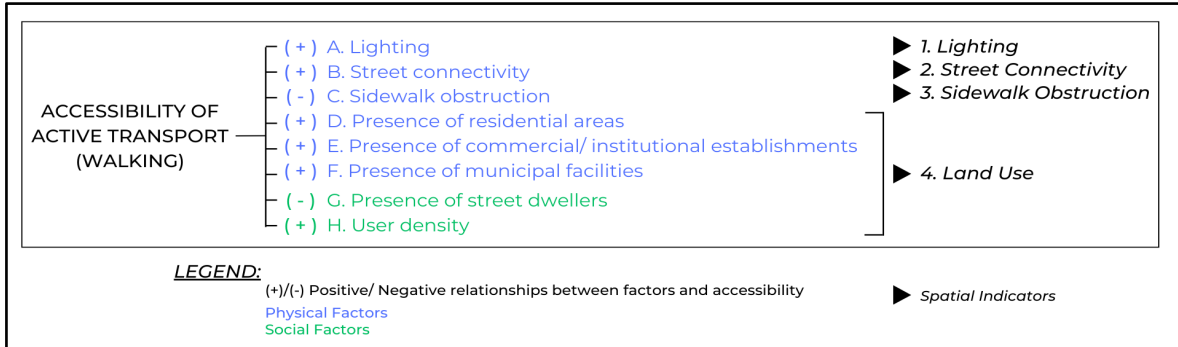 ACCESSIBILITY OF
ACTIVE TRANSPORT
(WALKING)
(+) A. Lighting
(+) B. Street connectivity
(-) C. Sidewalk obstruction
(+) D. Presence of residential areas
(+) E. Presence of commercial/ institutional establishments
(+) F. Presence of municipal facilities
(-) G. Presence of street dwellers
(+) H. User density
1. Lighting
2. Street Connectivity
3. Sidewalk Obstruction
4. Land Use
LEGEND:
(+)/(-) Positive/ Negative relationships between factors and accessibility
Physical Factors
Social Factors
Spatial Indicators